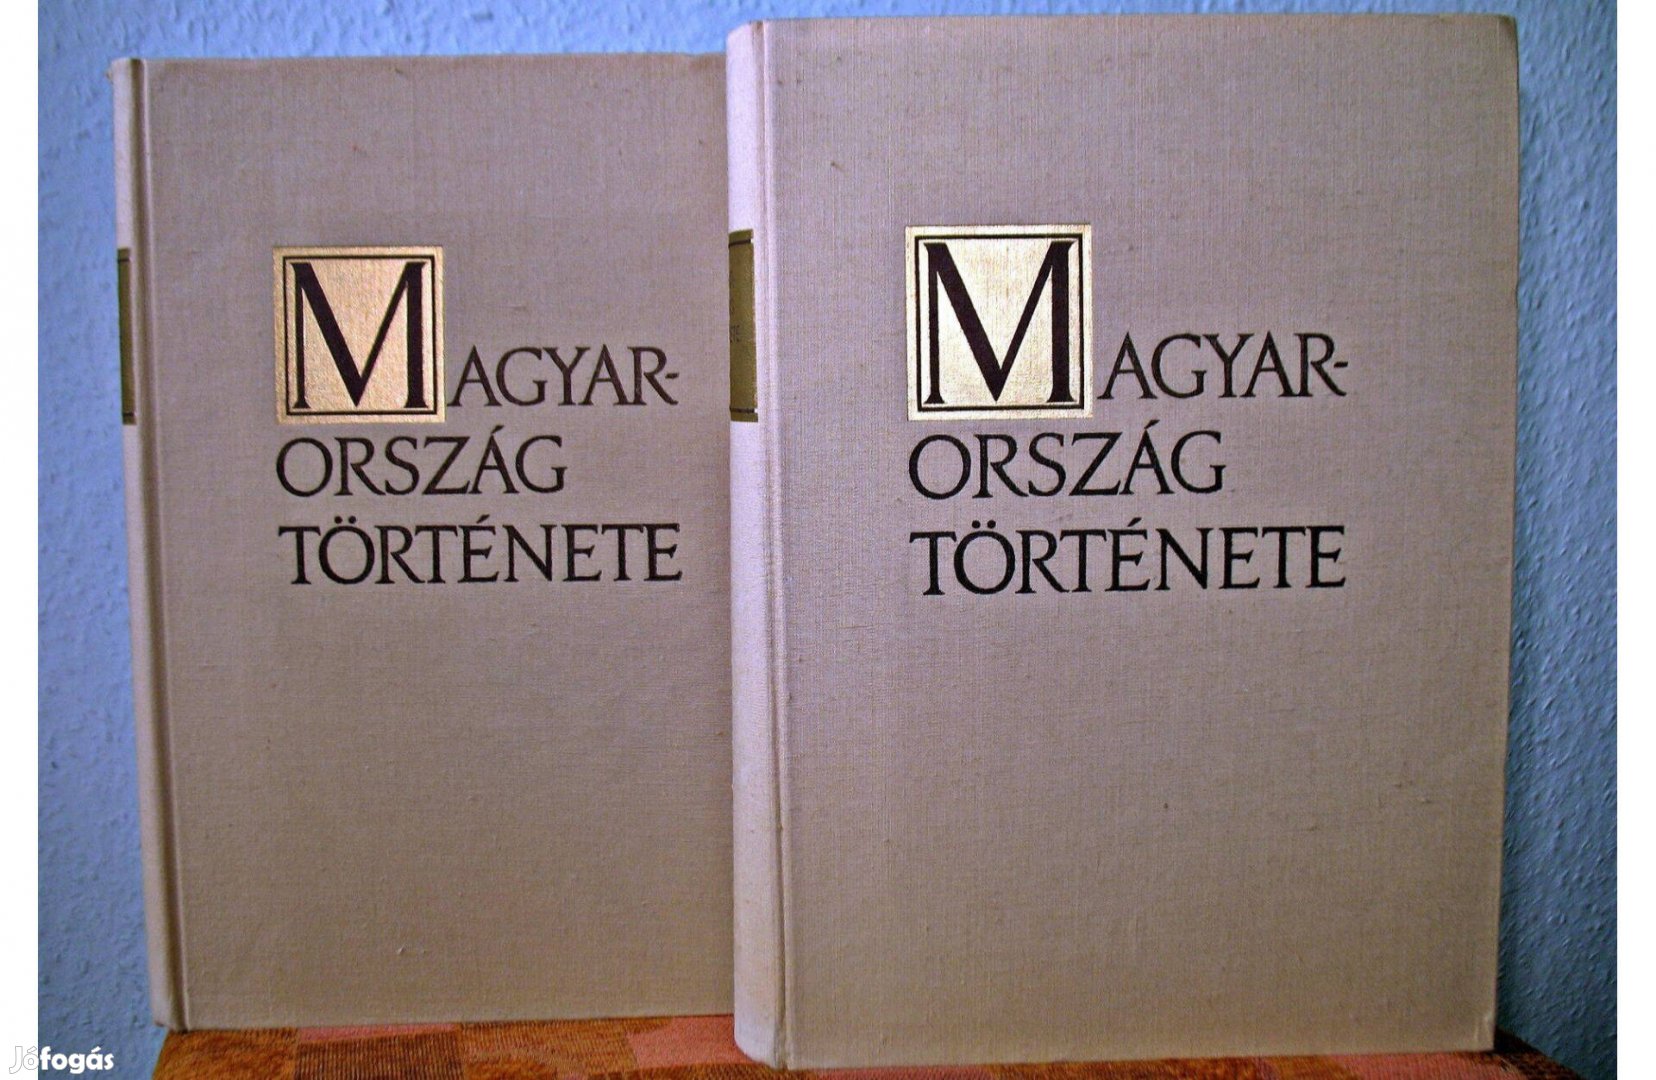 MAGYAR-
ORSZÁG
TÖRTÉNETE
MAGYAR-
ORSZÁG
TÖRTÉNETE
Jófogás